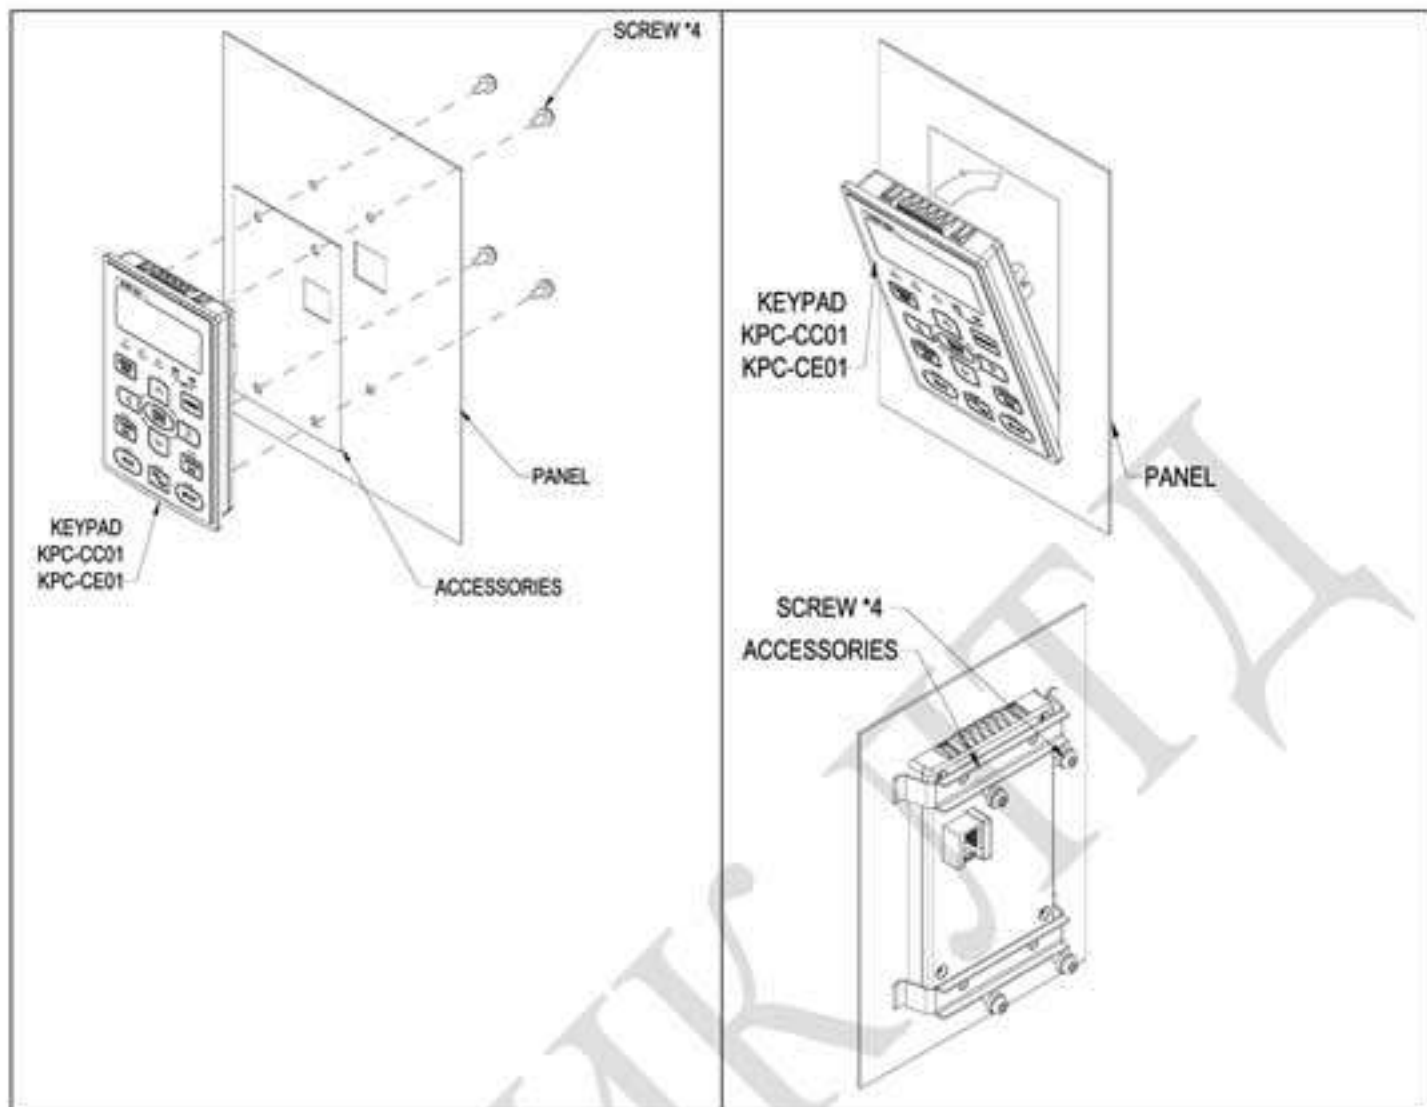 SCREW *4
PANEL
KEYPAD
KPC-CC01
KPC-CE01
ACCESSORIES
KEYPAD
KPC-CC01
KPC-CE01
PANEL
SCREW *4
ACCESSORIES